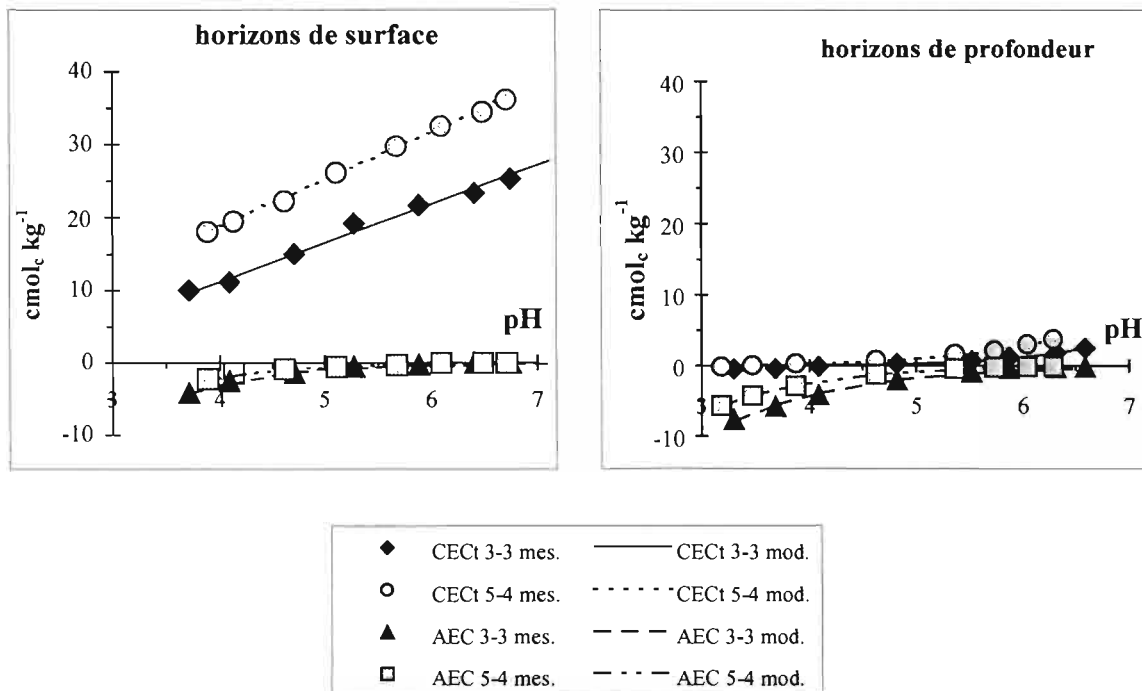 horizons de surface
40
30
20
10
0
-10
cmolc kg-1
pH
3
4
5
6
7
horizons de profondeur
40
30
20
10
0
-10
cmolc kg-1
pH
3
4
5
6
7
CECt 3-3 mes.
CECt 3-3 mod.
CECt 5-4 mes.
CECt 5-4 mod.
AEC 3-3 mes.
AEC 3-3 mod.
AEC 5-4 mes.
AEC 5-4 mod.